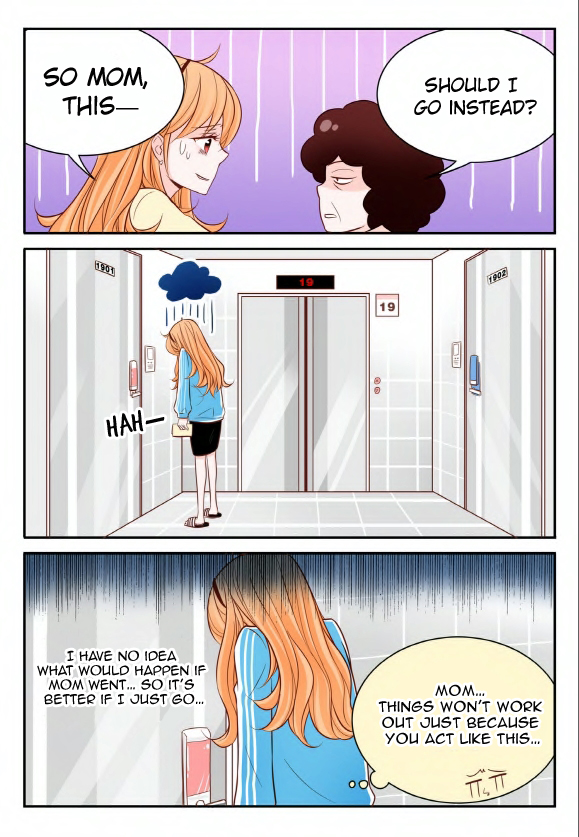 SO MOM,
THIS—
SHOULD I
GO INSTEAD?
1901
19
19
1902
HAH—
I HAVE NO IDEA
WHAT WOULD HAPPEN IF
MOM WENT... SO IT'S
BETTER IF I JUST GO...
MOM...
THINGS WON'T WORK
OUT JUST BECAUSE
YOU ACT LIKE THIS...